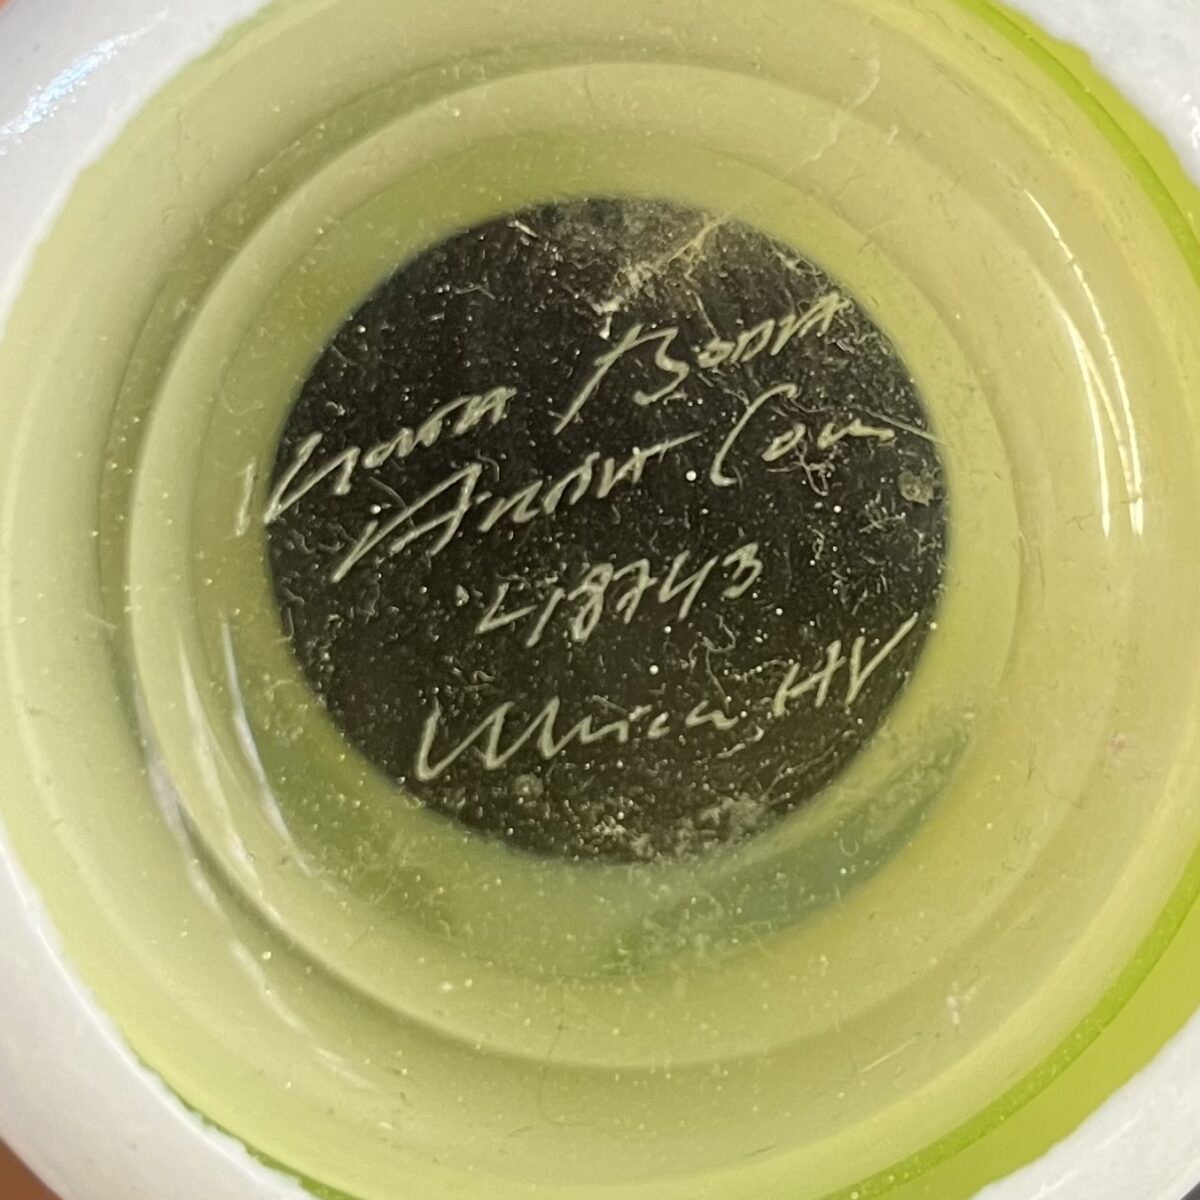 Kosta Boda
Artist Coll
48743
Ulrica HV